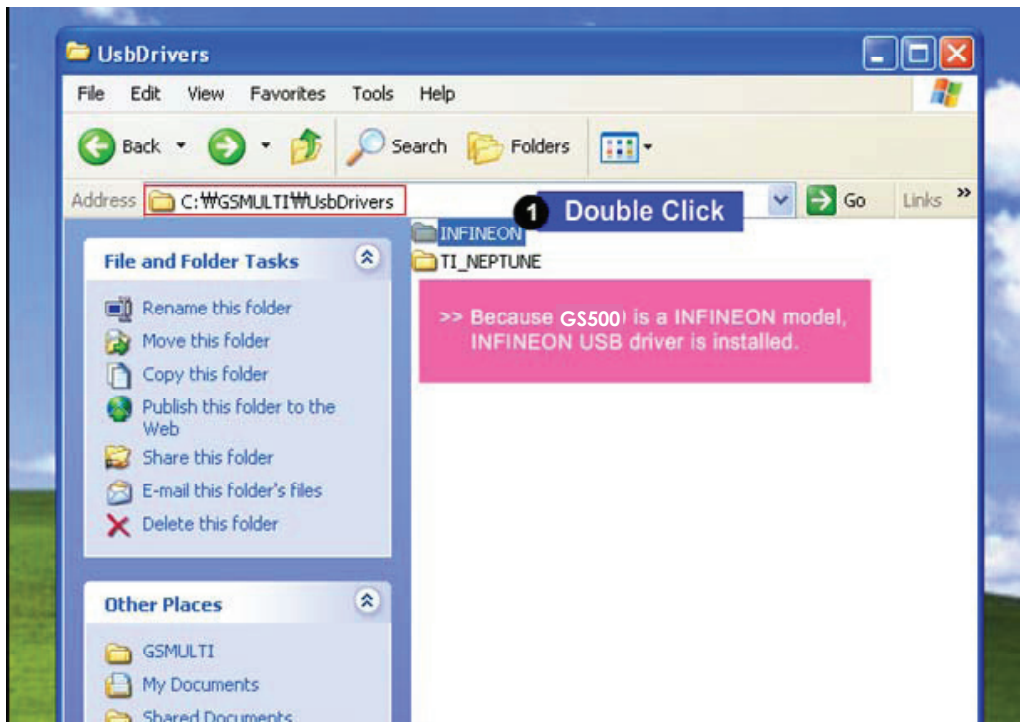 UsbDrivers
File Edit View Favorites Tools Help
Back Search Folders
Address C:₩GSMULTI₩UsbDrivers Go Links »
1 Double Click
INFINEON
TI_NEPTUNE
>> Because GS500 is a INFINEON model,
INFINEON USB driver is installed.
File and Folder Tasks
Rename this folder
Move this folder
Copy this folder
Publish this folder to the
Web
Share this folder
E-mail this folder's files
Delete this folder
Other Places
GSMULTI
My Documents
Shared Documents